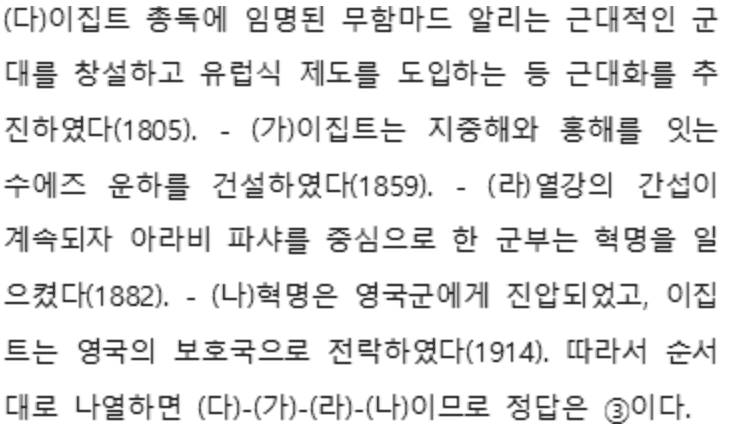 (다)이집트 총독에 임명된 무함마드 알리는 근대적인 군
대를 창설하고 유럽식 제도를 도입하는 등 근대화를 추
진하였다(1805). - (가)이집트는 지중해와 홍해를 잇는
수에즈 운하를 건설하였다(1859). - (라)열강의 간섭이
계속되자 아라비 파샤를 중심으로 한 군부는 혁명을 일
으켰다(1882). - (나)혁명은 영국군에게 진압되었고, 이집
트는 영국의 보호국으로 전락하였다(1914). 따라서 순서
대로 나열하면 (다)-(가)-(라)-(나)이므로 정답은 ③이다.